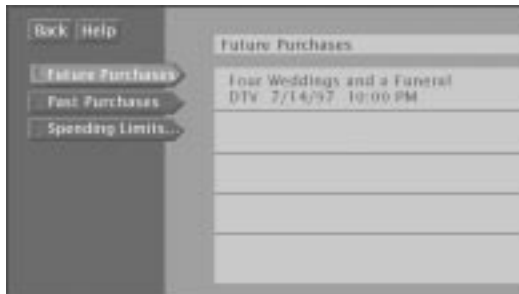 Back Help
Future Purchases
Future Purchases
Past Purchases
Spending Limits...
Four Weddings and a Funeral
DTV 7/14/97 10:00 PM